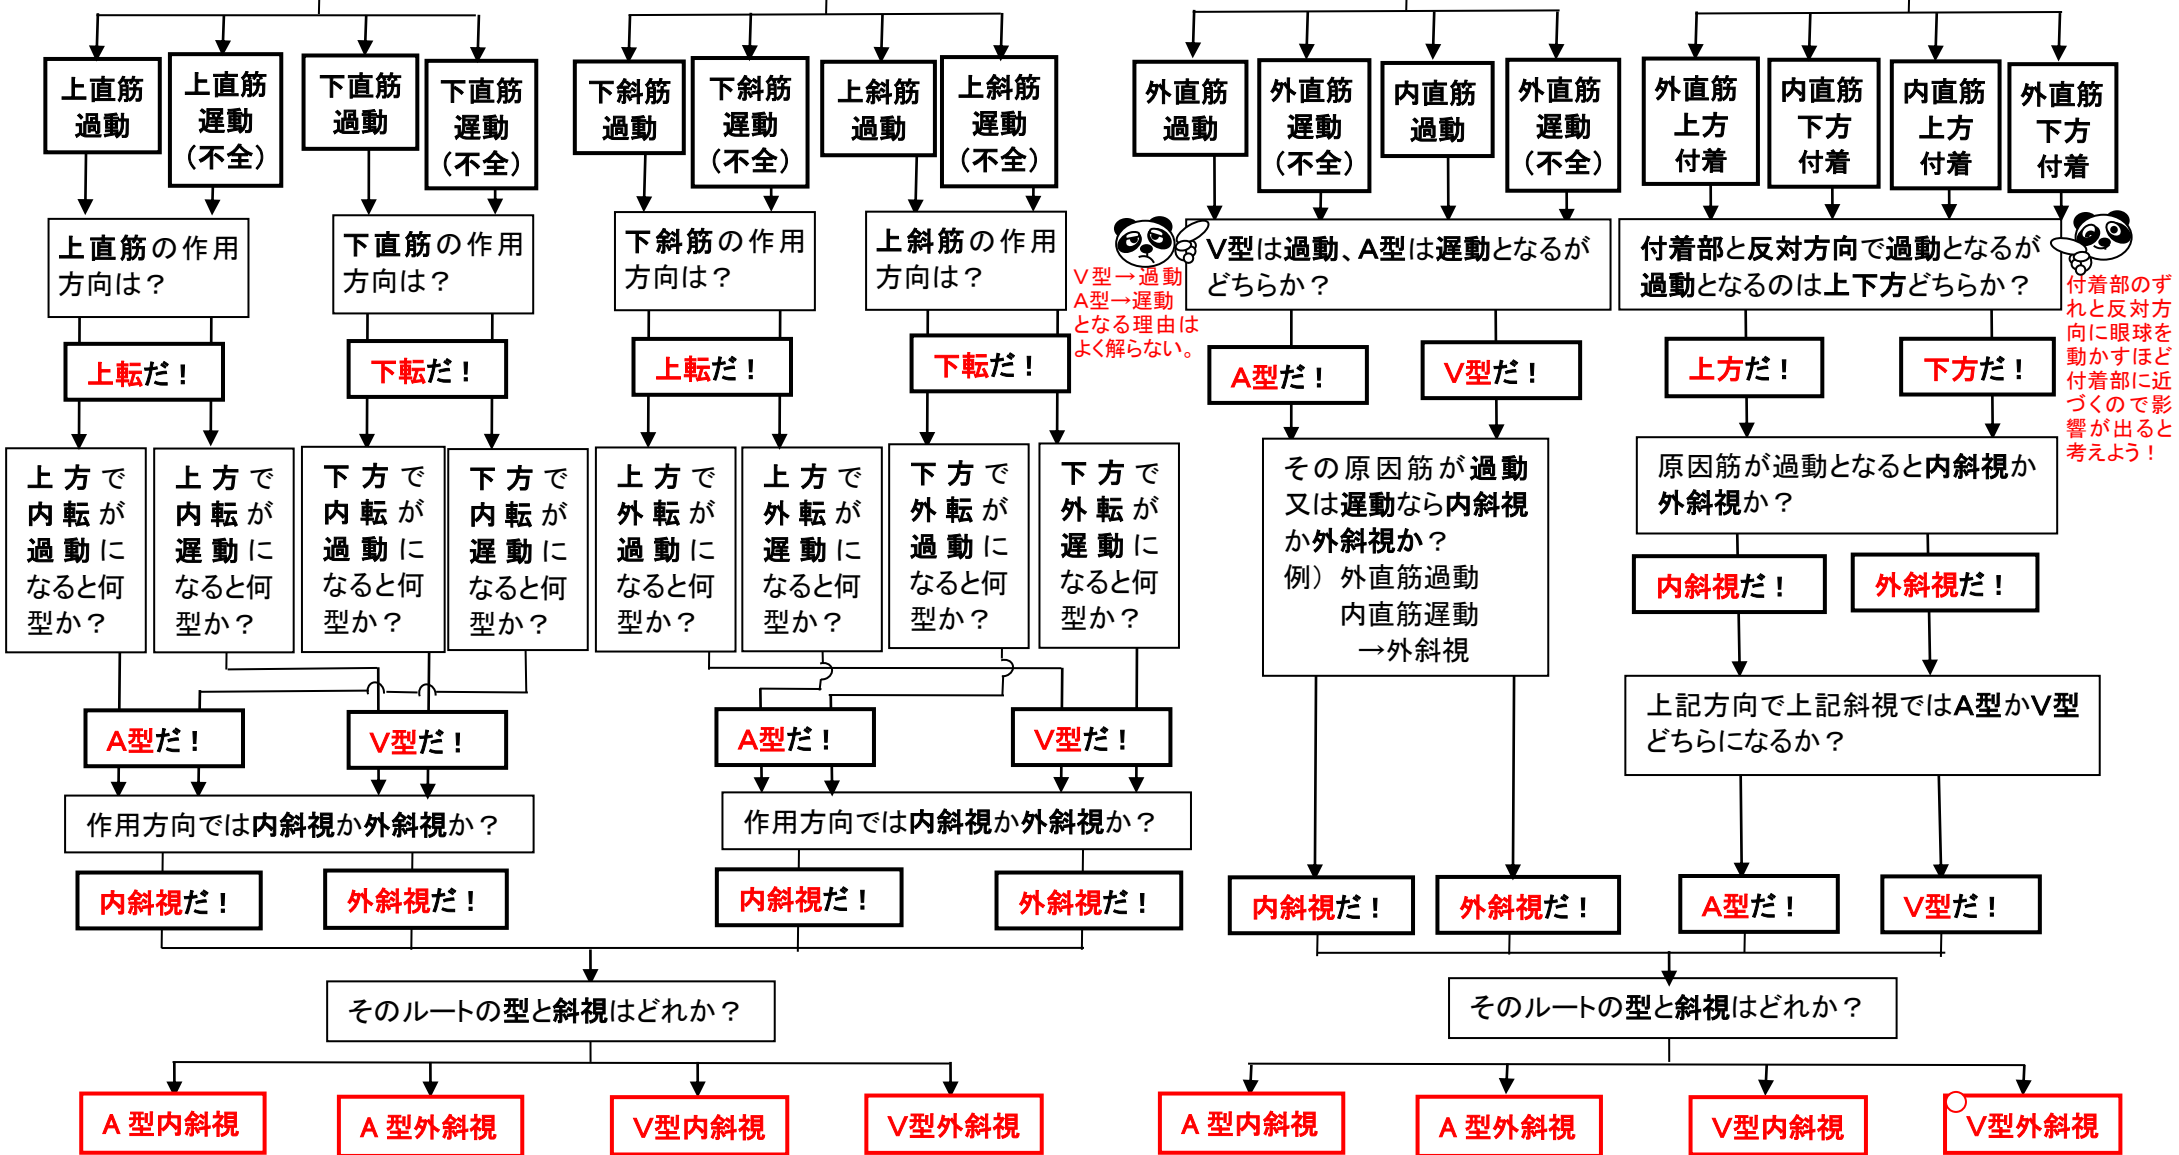 上直筋
過動
上直筋
遅動
（不全）
下直筋
過動
下直筋
遅動
（不全）
下斜筋
過動
下斜筋
遅動
（不全）
上斜筋
過動
上斜筋
遅動
（不全）
外直筋
過動
外直筋
遅動
（不全）
内直筋
過動
外直筋
遅動
（不全）
外直筋
上方
付着
内直筋
下方
付着
内直筋
上方
付着
外直筋
下方
付着
上直筋の作用
方向は？
下直筋の作用
方向は？
下斜筋の作用
方向は？
上斜筋の作用
方向は？
V型→過動
A型→遅動
となる理由は
よく解らない。
V型は過動、A型は遅動となるが
どちらか？
付着部と反対方向で過動となるが
過動となるのは上下方どちらか？
付着部のず
れと反対方
向に眼球を
動かすほど
付着部に近
づくので影
響が出ると
考えよう！
上転だ！
下転だ！
上転だ！
下転だ！
A型だ！
V型だ！
上方だ！
下方だ！
上方で
内転が
過動に
なると何
型か？
上方で
内転が
遅動に
なると何
型か？
下方で
内転が
過動に
なると何
型か？
下方で
内転が
遅動に
なると何
型か？
上方で
外転が
過動に
なると何
型か？
上方で
外転が
遅動に
なると何
型か？
下方で
外転が
過動に
なると何
型か？
下方で
外転が
遅動に
なると何
型か？
その原因筋が過動
又は遅動なら内斜視
か外斜視か？
例）外直筋過動
内直筋遅動
→外斜視
原因筋が過動となると内斜視か
外斜視か？
内斜視だ！
外斜視だ！
上記方向で上記斜視ではA型かV型
どちらになるか？
A型だ！
V型だ！
A型だ！
V型だ！
作用方向では内斜視か外斜視か？
作用方向では内斜視か外斜視か？
内斜視だ！
外斜視だ！
内斜視だ！
外斜視だ！
内斜視だ！
外斜視だ！
A型だ！
V型だ！
そのルートの型と斜視はどれか？
そのルートの型と斜視はどれか？
A 型内斜視
A 型外斜視
V型内斜視
V型外斜視
A 型内斜視
A 型外斜視
V型内斜視
V型外斜視